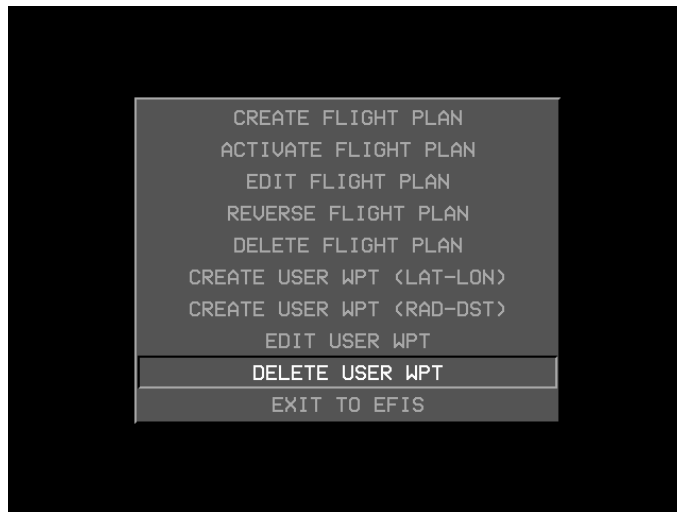 CREATE FLIGHT PLAN
ACTIVATE FLIGHT PLAN
EDIT FLIGHT PLAN
REVERSE FLIGHT PLAN
DELETE FLIGHT PLAN
CREATE USER WPT (LAT-LON)
CREATE USER WPT (RAD-DST)
EDIT USER WPT
DELETE USER WPT
EXIT TO EFIS